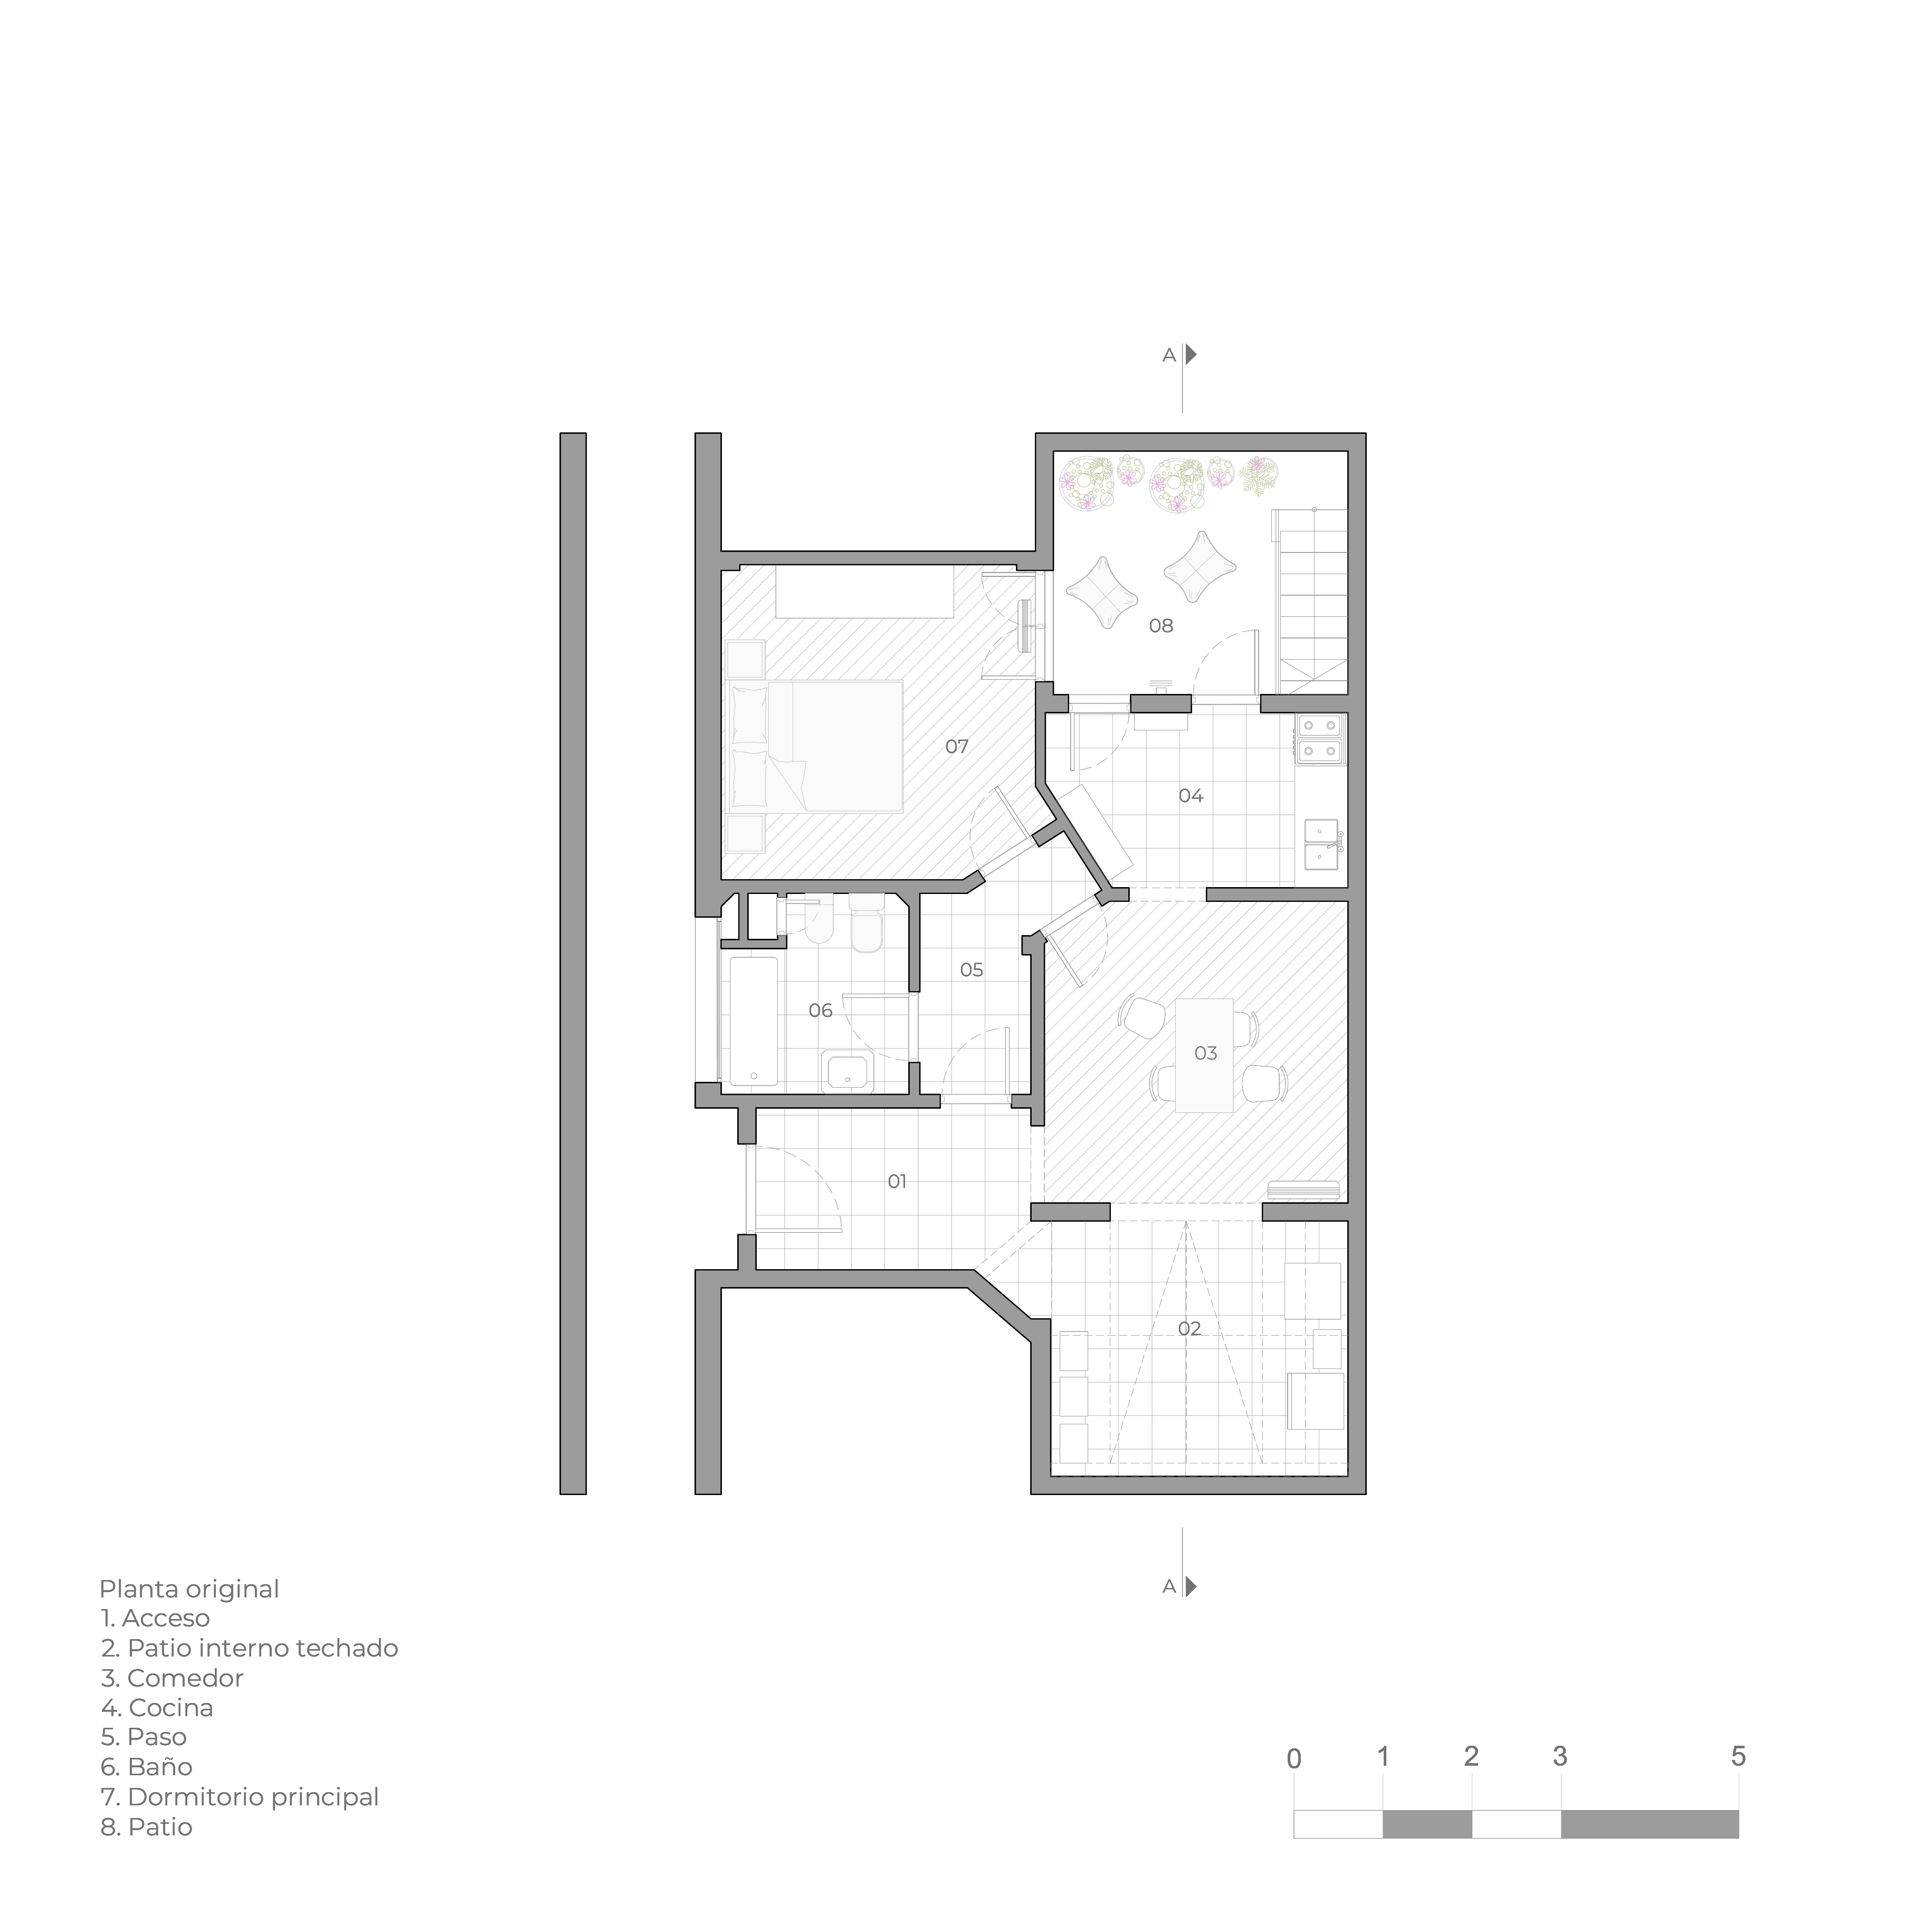 A
08
07
04
05
06
03
01
02
A
Planta original
1. Acceso
2. Patio interno techado
3. Comedor
4. Cocina
5. Paso
6. Baño
7. Dormitorio principal
8. Patio
0 1 2 3 5